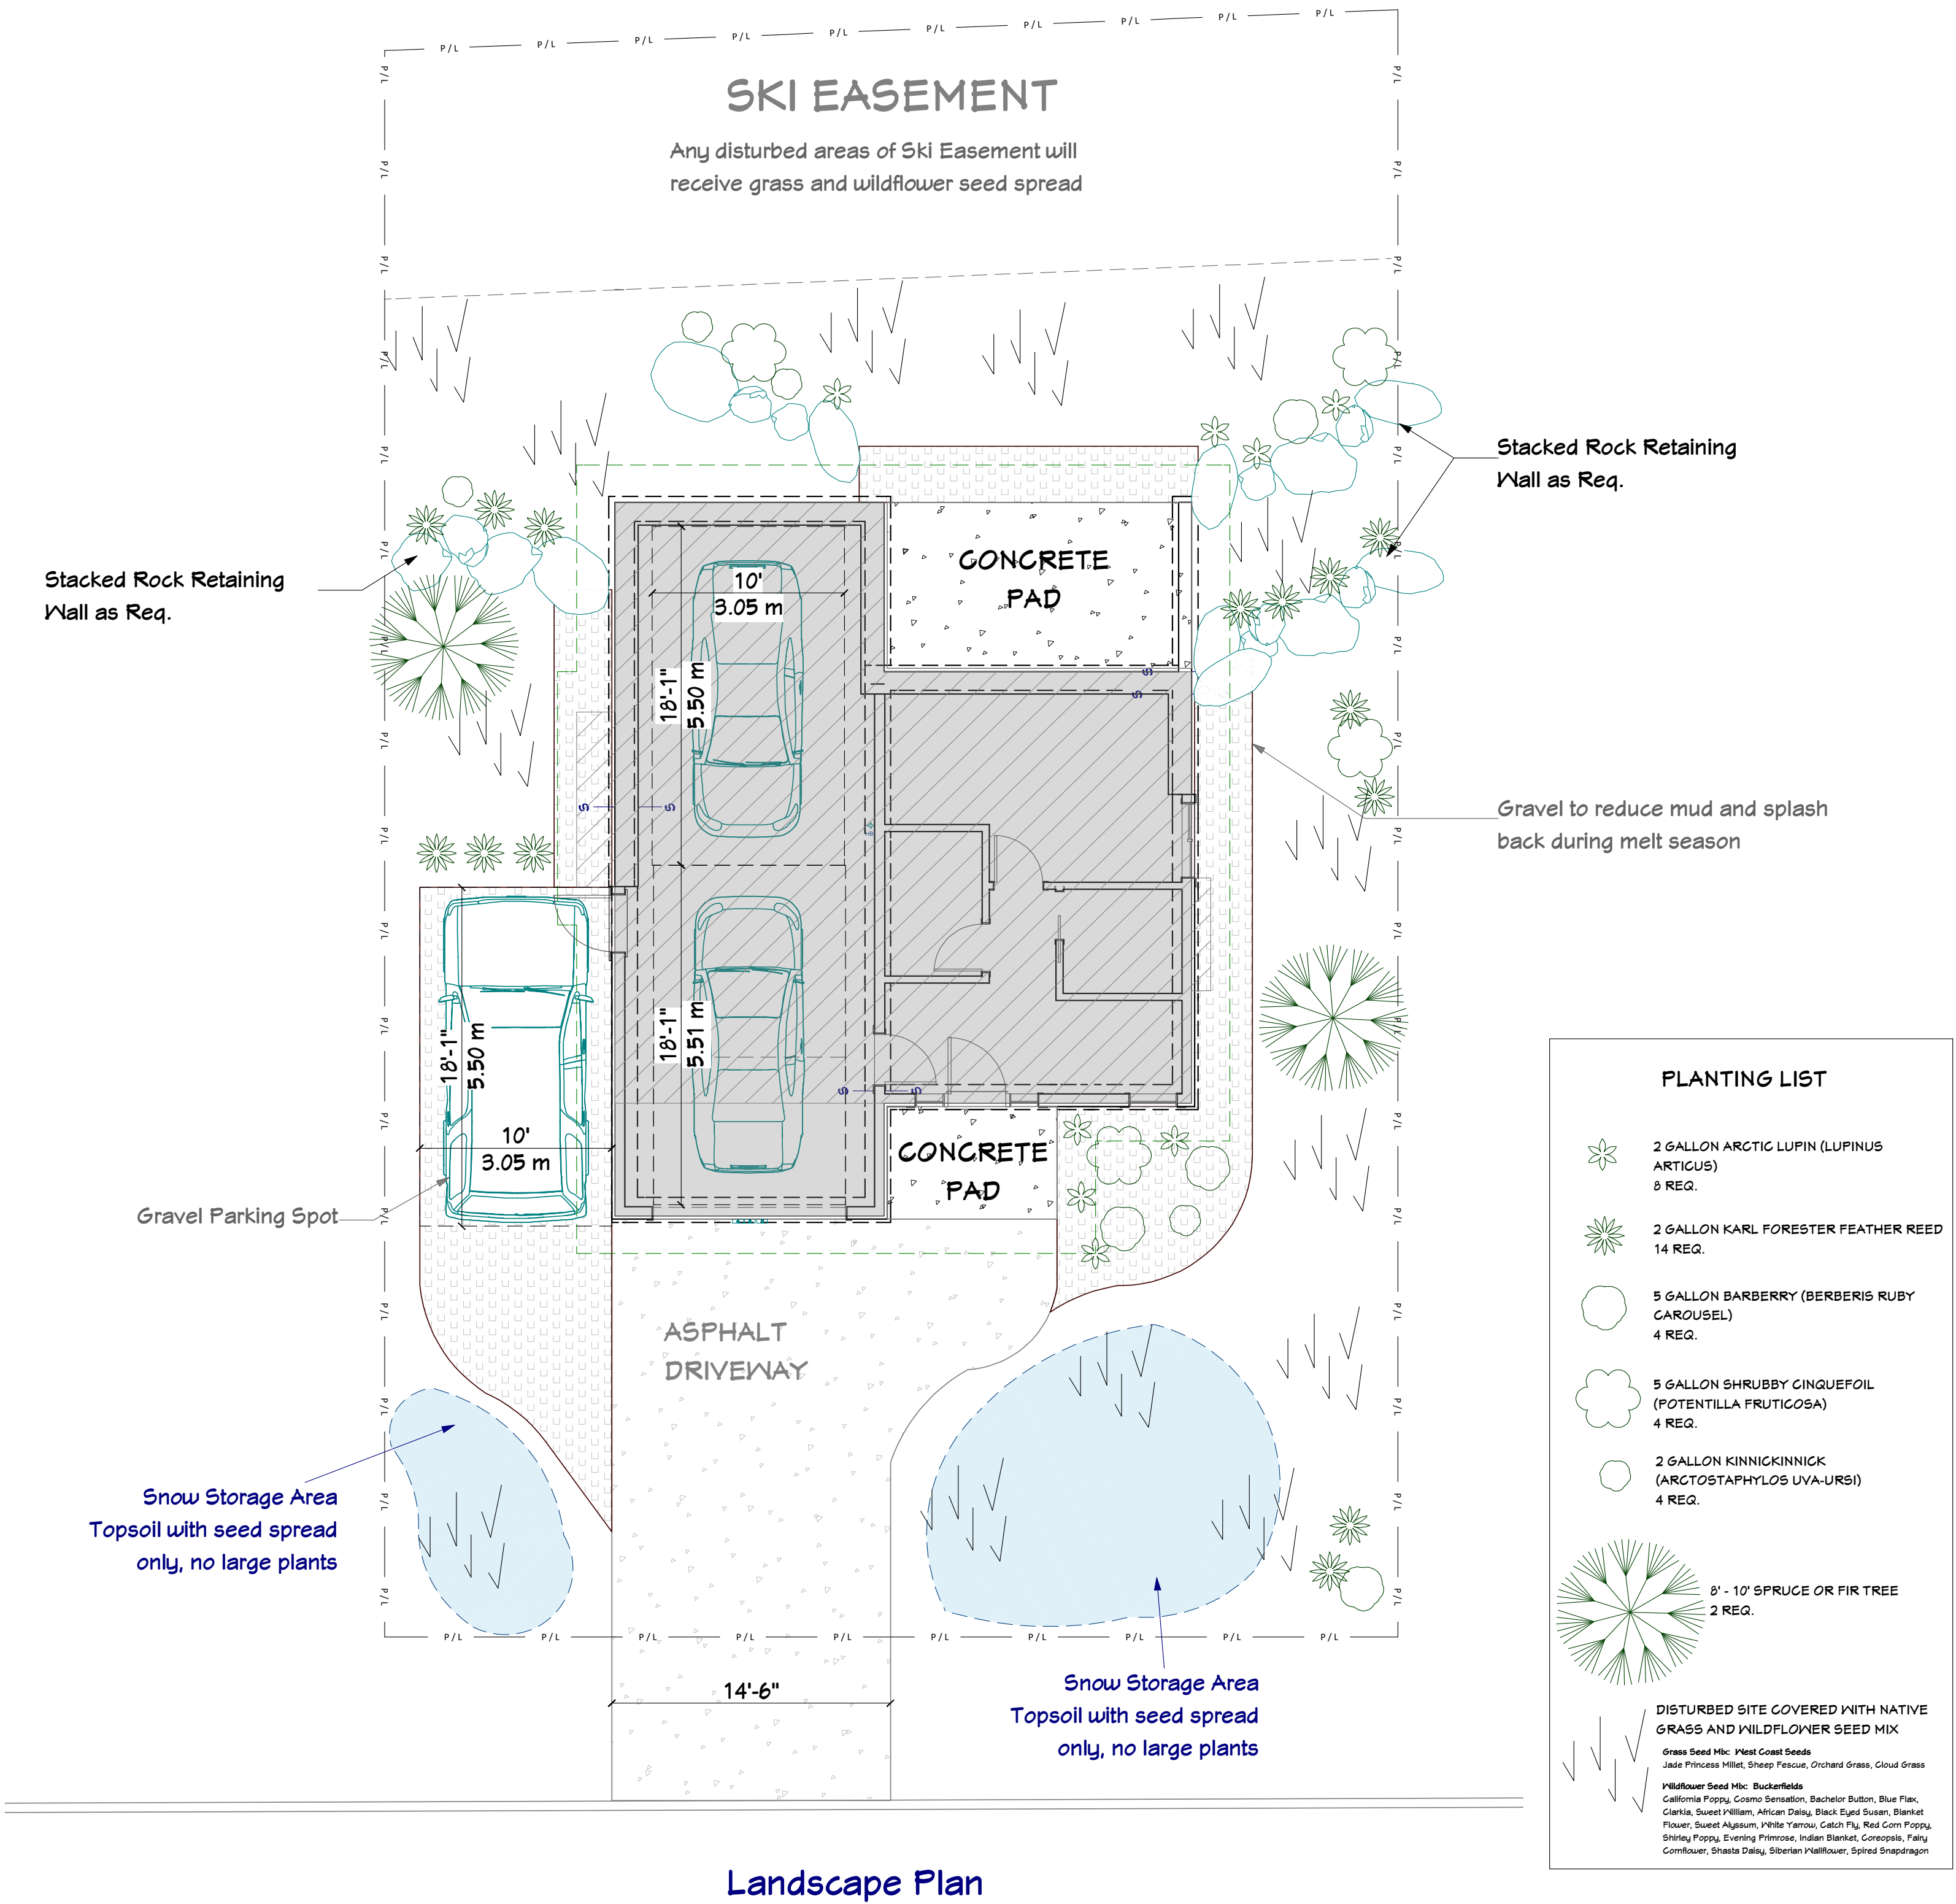 P/L P/L P/L P/L P/L P/L P/L P/L P/L P/L
SKI EASEMENT
Any disturbed areas of Ski Easement will
receive grass and wildflower seed spread
Stacked Rock Retaining
Wall as Req.
Stacked Rock Retaining
Wall as Req.
CONCRETE
PAD
10'
3.05 m
18'-1"
5.50 m
S
S
S
S
Gravel to reduce mud and splash
back during melt season
18'-1"
5.50 m
18'-1"
5.51 m
S
S
10'
3.05 m
CONCRETE
PAD
Gravel Parking Spot
ASPHALT
DRIVEWAY
Snow Storage Area
Topsoil with seed spread
only, no large plants
P/L P/L P/L P/L P/L P/L P/L P/L P/L P/L
14'-6"
Snow Storage Area
Topsoil with seed spread
only, no large plants
PLANTING LIST
2 GALLON ARCTIC LUPIN (LUPINUS
ARTICUS)
8 REQ.
2 GALLON KARL FORESTER FEATHER REED
14 REQ.
5 GALLON BARBERRY (BERBERIS RUBY
CAROUSEL)
4 REQ.
5 GALLON SHRUBBY CINQUEFOIL
(POTENTILLA FRUTICOSA)
4 REQ.
2 GALLON KINNICKINNICK
(ARCTOSTAPHYLOS UVA-URSI)
4 REQ.
8' - 10' SPRUCE OR FIR TREE
2 REQ.
DISTURBED SITE COVERED WITH NATIVE
GRASS AND WILDFLOWER SEED MIX
Grass Seed Mix: West Coast Seeds
Jade Princess Millet, Sheep Fescue, Orchard Grass, Cloud Grass
Wildflower Seed Mix: Buckerfields
California Poppy, Cosmo Sensation, Bachelor Button, Blue Flax,
Clarkia, Sweet William, African Daisy, Black Eyed Susan, Blanket
Flower, Sweet Alyssum, White Yarrow, Catch Fly, Red Corn Poppy,
Shirley Poppy, Evening Primrose, Indian Blanket, Coreopsis, Fairy
Cornflower, Shasta Daisy, Siberian Wallflower, Spired Snapdragon
P/L P/L P/L P/L P/L P/L P/L P/L P/L P/L P/L P/L P/L P/L P/L P/L P/L
P/L P/L P/L P/L P/L P/L P/L P/L P/L P/L P/L P/L P/L P/L P/L P/L P/L
Landscape Plan